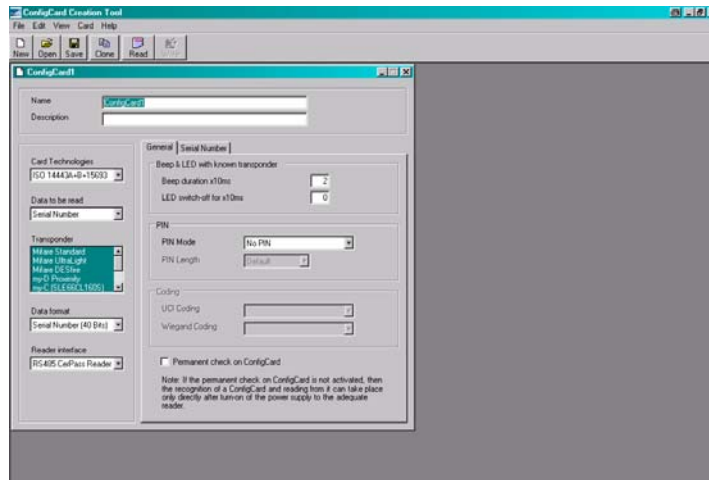 ConfigCard Creation Tool
File Edit View Card Help
New Open Save Clone Read
ConfigCard1
Name ConfigCard1
Description
General Serial Number
Card Technologies
ISO 14443A+B+15693
Data to be read
Serial Number
Transponder
Mifare Standard
Mifare UltraLight
Mifare DESfire
my-D Proximity
my-C (SLE66CL160S)
Data format
Serial Number (40 Bits)
Reader interface
RS485 CerPass Reader
Beep & LED with known transponder
Beep duration x10ms 2
LED switch-off for x10ms 0
PIN
PIN Mode No PIN
PIN Length Default
Coding
UCI Coding
Wiegand Coding
Permanent check on ConfigCard
Note: If the permanent check on ConfigCard is not activated, then
the recognition of a ConfigCard and reading from it can take place
only directly after turn-on of the power supply to the adequate
reader.